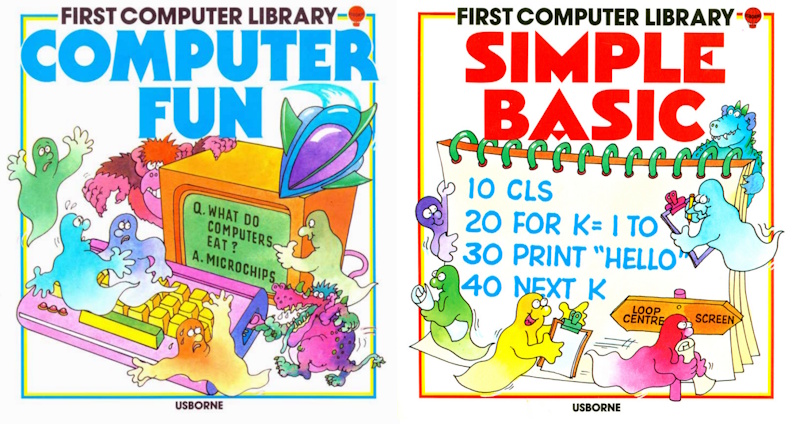 FIRST COMPUTER LIBRARY
COMPUTER
FUN
Q. WHAT DO
COMPUTERS
EAT?
A. MICROCHIPS
USBORNE
FIRST COMPUTER LIBRARY
SIMPLE
BASIC
10 CLS
20 FOR K=1 TO
30 PRINT "HELLO"
40 NEXT K
LOOP
CENTRE
SCREEN
USBORNE